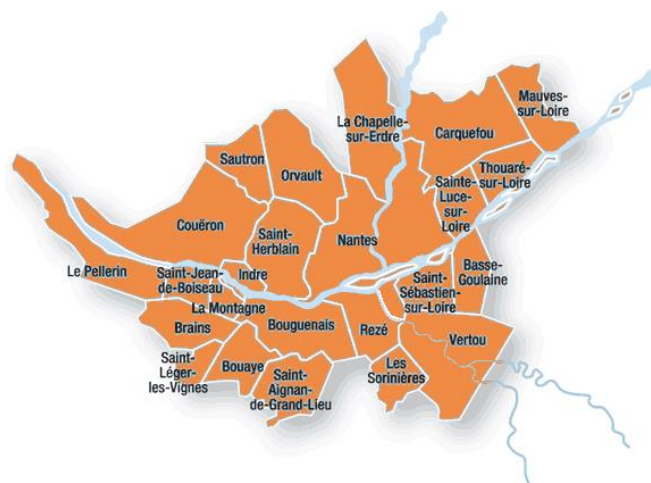 Mauves-
sur-Loire
La Chapelle-
sur-Erdre
Carquefou
Sautron
Orvault
Thouaré-
sur-Loire
Sainte-
Luce-
sur-
Loire
Couëron
Saint-
Herblain
Nantes
Le Pellerin
Saint-Jean-
de-Boiseau
Indre
Basse-
Goulaine
Saint-
Sébastien-
sur-Loire
La Montagne
Brains
Bouguenais
Rezé
Vertou
Saint-
Léger-
les-Vignes
Bouaye
Saint-
Aignan-
de-Grand-Lieu
Les
Sorinières